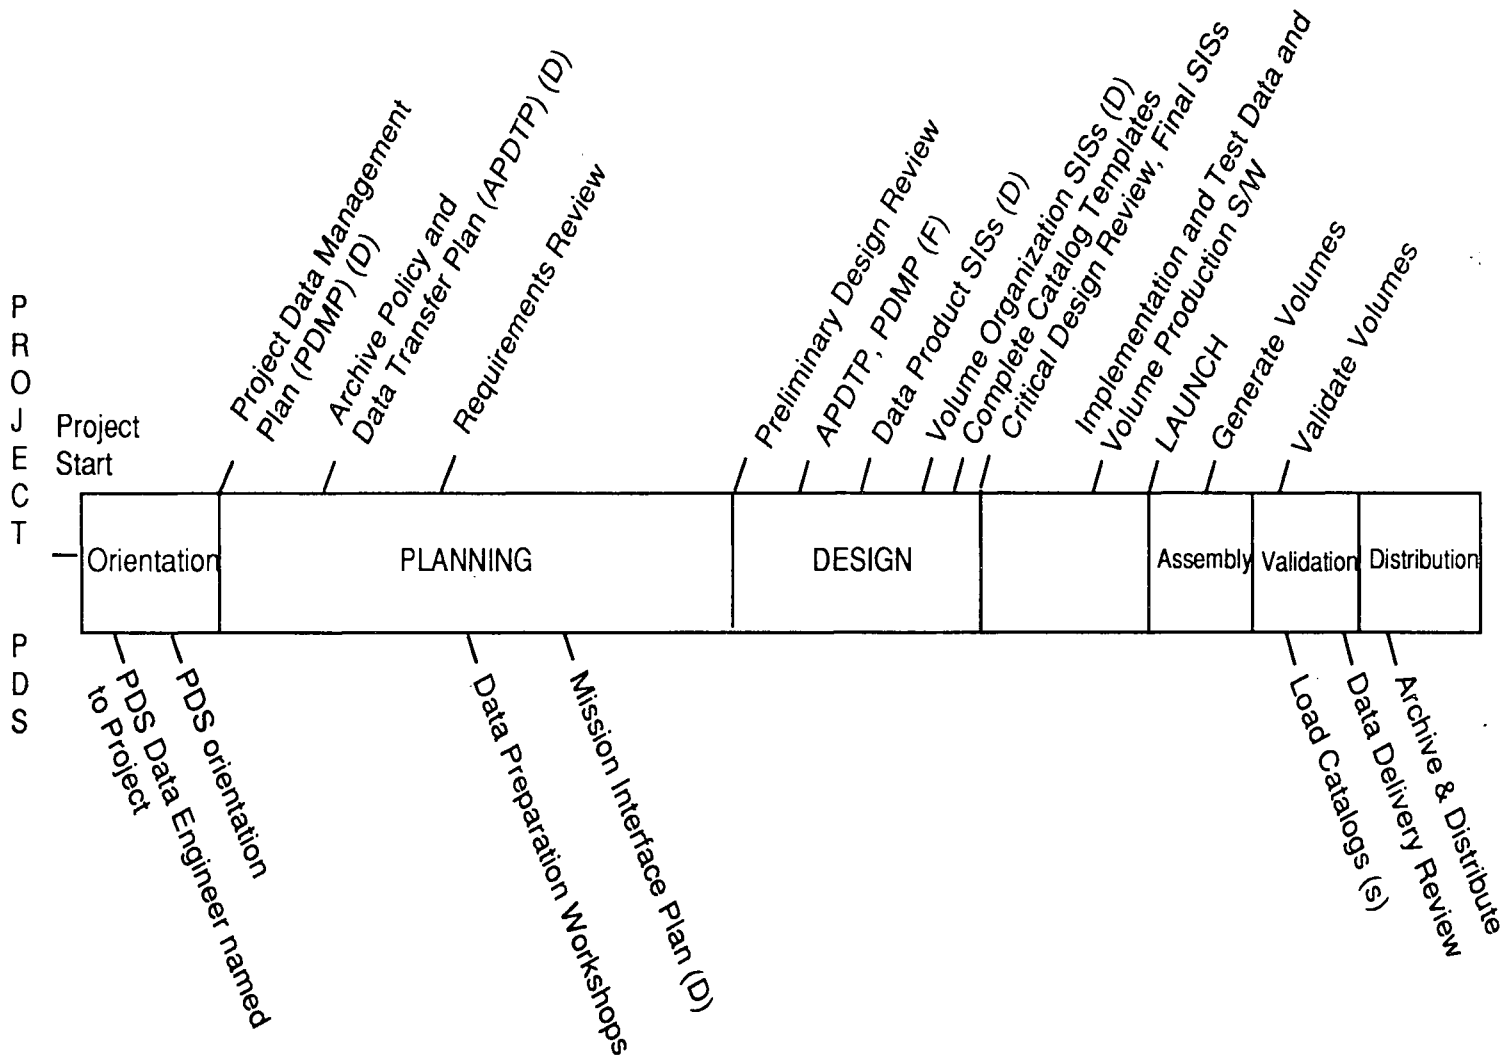 PROJECT
Project
Start
Project Data Management
Plan (PDMP) (D)
Archive Policy and
Data Transfer Plan (APDTP) (D)
Requirements Review
Preliminary Design Review
APDTP, PDMP (F)
Data Product SISs (D)
Volume Organization SISs (D)
Complete Catalog Templates
Critical Design Review, Final SISs
Implementation and Test Data and
Volume Production S/W
LAUNCH
Generate Volumes
Validate Volumes
Orientation
PLANNING
DESIGN
Assembly
Validation
Distribution
PDS
PDS Data Engineer named
to Project
PDS orientation
Data Preparation Workshops
Mission Interface Plan (D)
Load Catalogs (s)
Data Delivery Review
Archive & Distribute